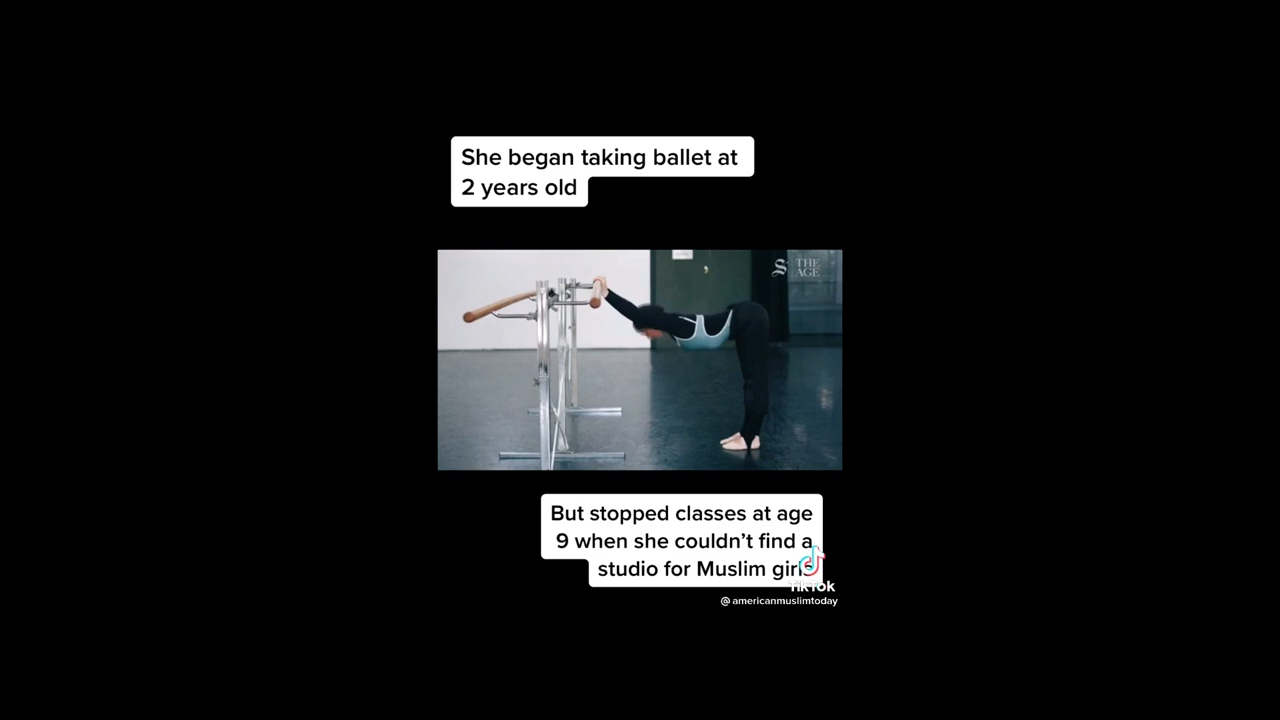 She began taking ballet at
2 years old
THE
AGE
But stopped classes at age
9 when she couldn't find a
studio for Muslim girls
TikTok
@americanmuslimtoday